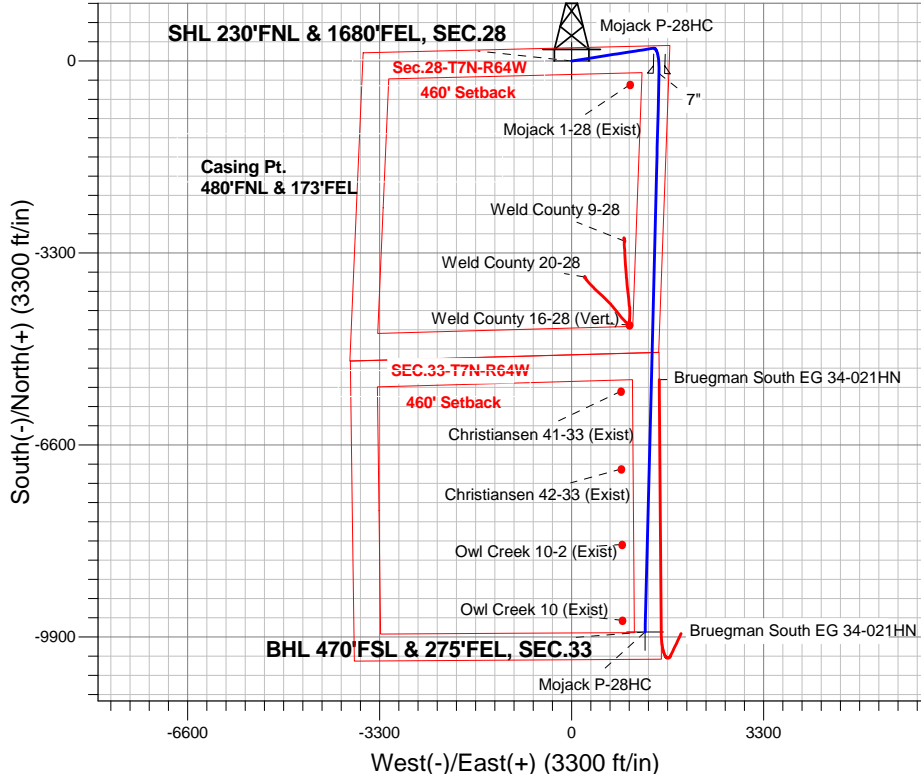 Mojack P-28HC
SHL 230'FNL & 1680'FEL, SEC.28
0
Sec.28-T7N-R64W
460' Setback
7"
Mojack 1-28 (Exist)
Casing Pt.
480'FNL & 173'FEL
Weld County 9-28
-3300
Weld County 20-28
Weld County 16-28 (Vert.)
SEC.33-T7N-R64W
Bruegman South EG 34-021HN
460' Setback
Christiansen 41-33 (Exist)
-6600
Christiansen 42-33 (Exist)
Owl Creek 10-2 (Exist)
Owl Creek 10 (Exist)
Bruegman South EG 34-021HN
-9900
BHL 470'FSL & 275'FEL, SEC.33
Mojack P-28HC
South(-)/North(+) (3300 ft/in)
-6600
-3300
0
3300
West(-)/East(+) (3300 ft/in)